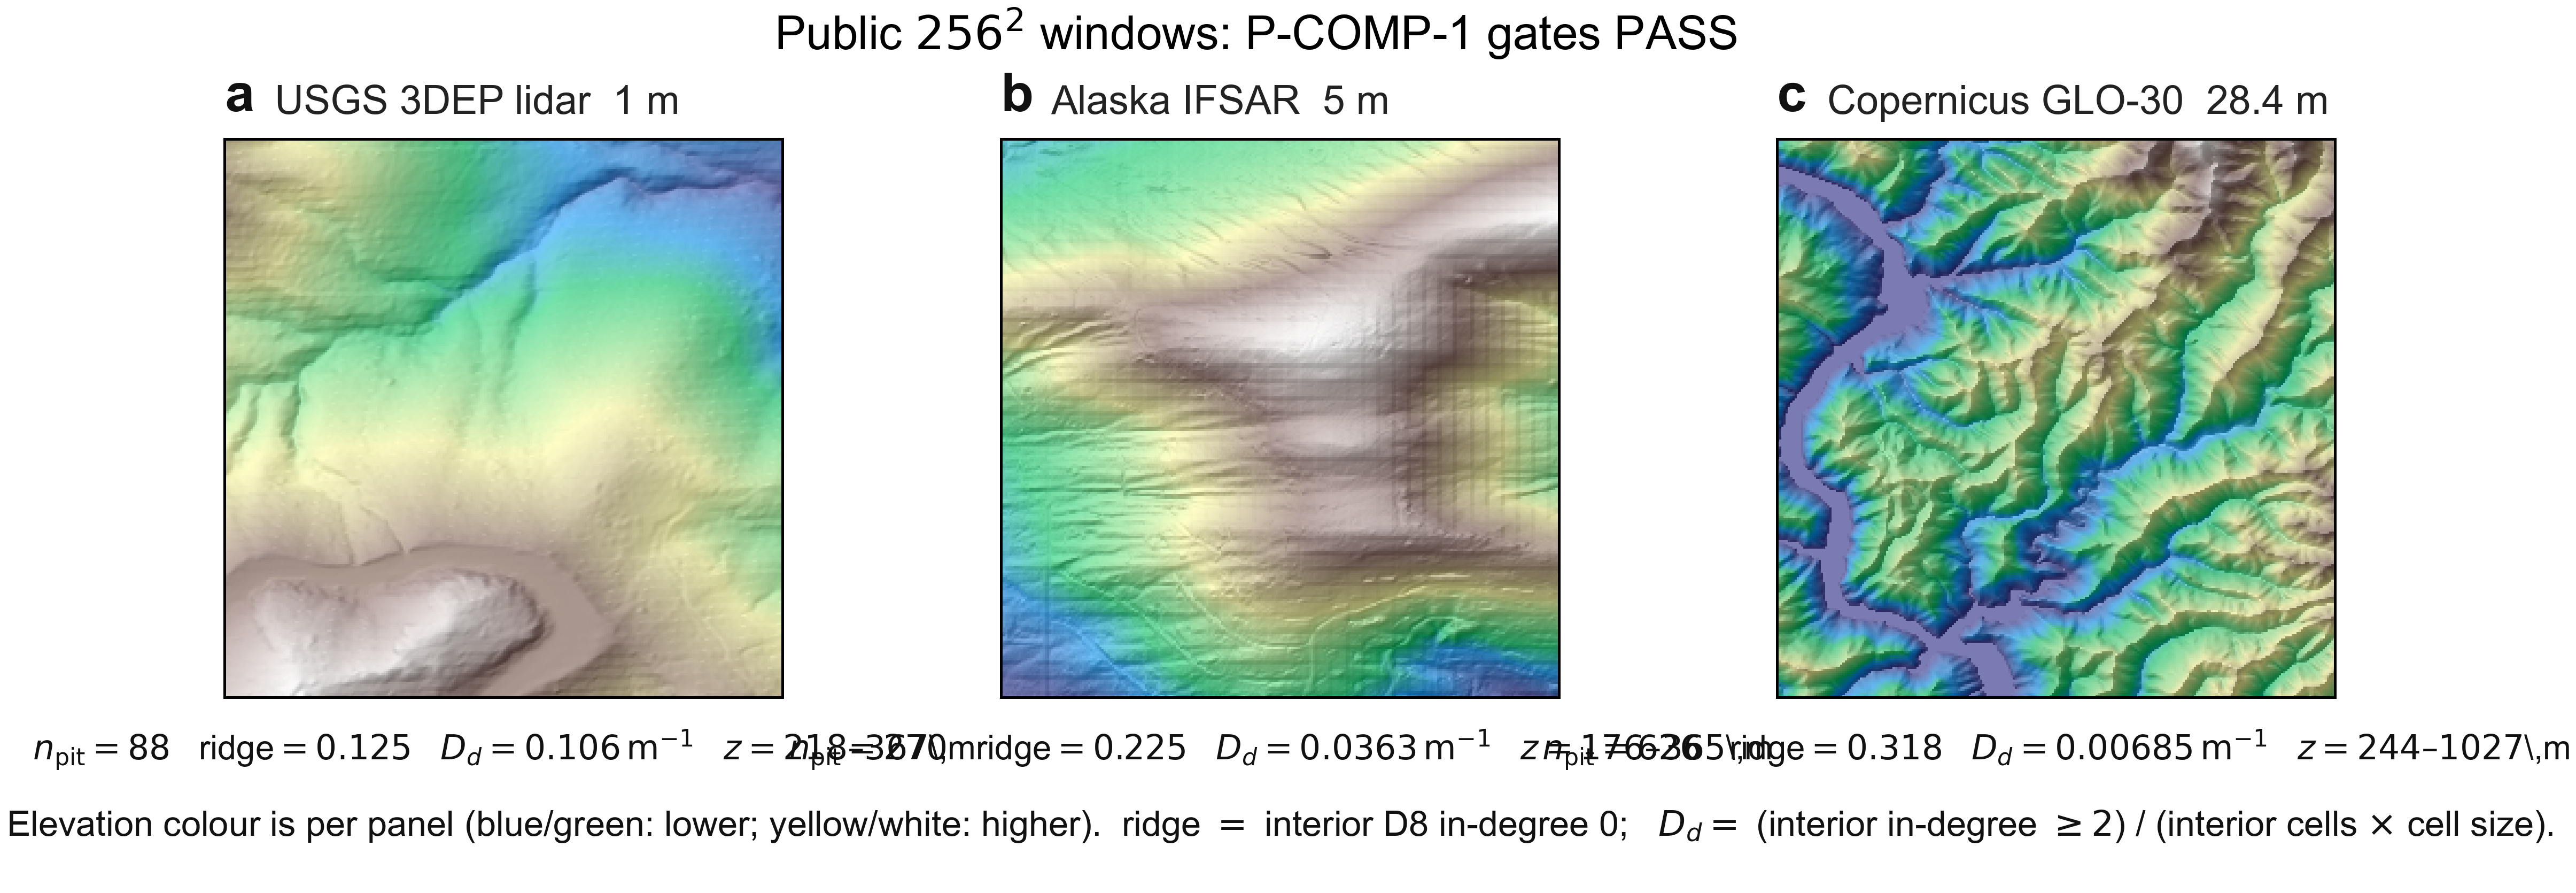 Public 256² windows: P-COMP-1 gates PASS
a USGS 3DEP lidar 1 m
b Alaska IFSAR 5 m
c Copernicus GLO-30 28.4 m
n_pit = 88 ridge = 0.125 D_d = 0.106 m⁻¹ z =
n_pit = ridge = 0.225 D_d = 0.0363 m⁻¹ z =
n_pit = ridge = 0.318 D_d = 0.00685 m⁻¹ z = 244–1027\,m
Elevation colour is per panel (blue/green: lower; yellow/white: higher). ridge = interior D8 in-degree 0; D_d = (interior in-degree ≥ 2) / (interior cells × cell size).